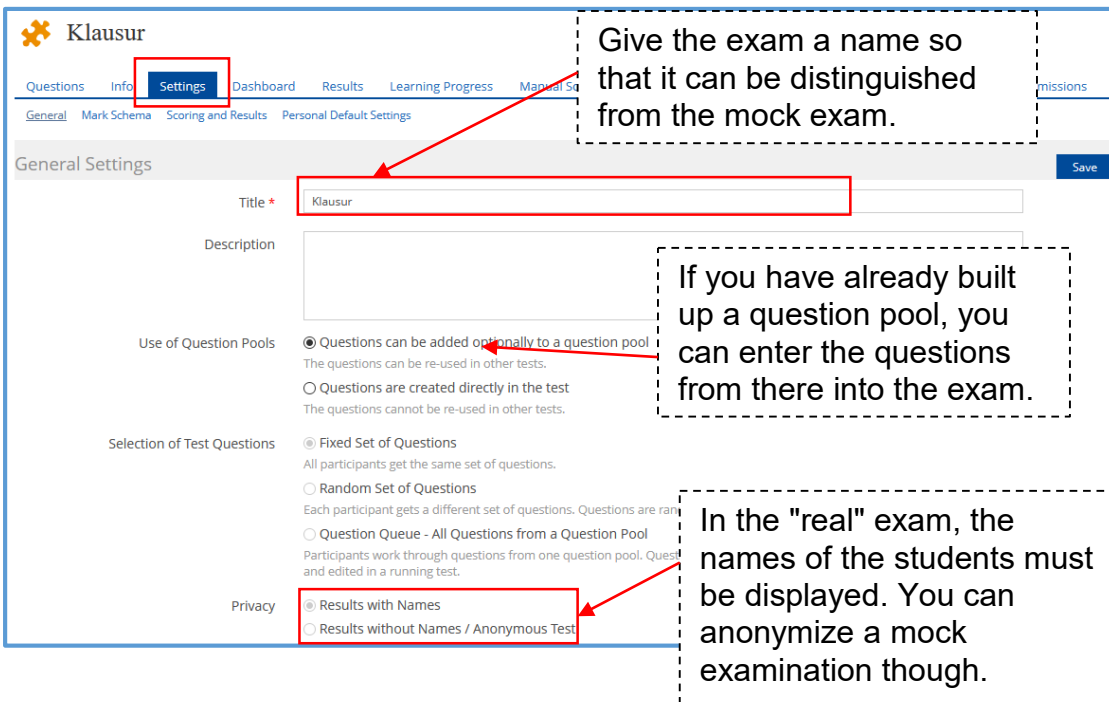 Klausur
Give the exam a name so
that it can be distinguished
from the mock exam.
Questions Info Settings Dashboard Results Learning Progress Manual
General Mark Schema Scoring and Results Personal Default Settings
General Settings
Save
Title *
Klausur
Description
If you have already built
up a question pool, you
can enter the questions
from there into the exam.
Use of Question Pools
Questions can be added optionally to a question pool
The questions can be re-used in other tests.
Questions are created directly in the test
The questions cannot be re-used in other tests.
Selection of Test Questions
Fixed Set of Questions
All participants get the same set of questions.
Random Set of Questions
Each participant gets a different set of questions. Questions are
Question Queue - All Questions from a Question Pool
Participants work through questions from one question pool.
and edited in a running test.
In the "real" exam, the
names of the students must
be displayed. You can
anonymize a mock
examination though.
Privacy
Results with Names
Results without Names / Anonymous Test